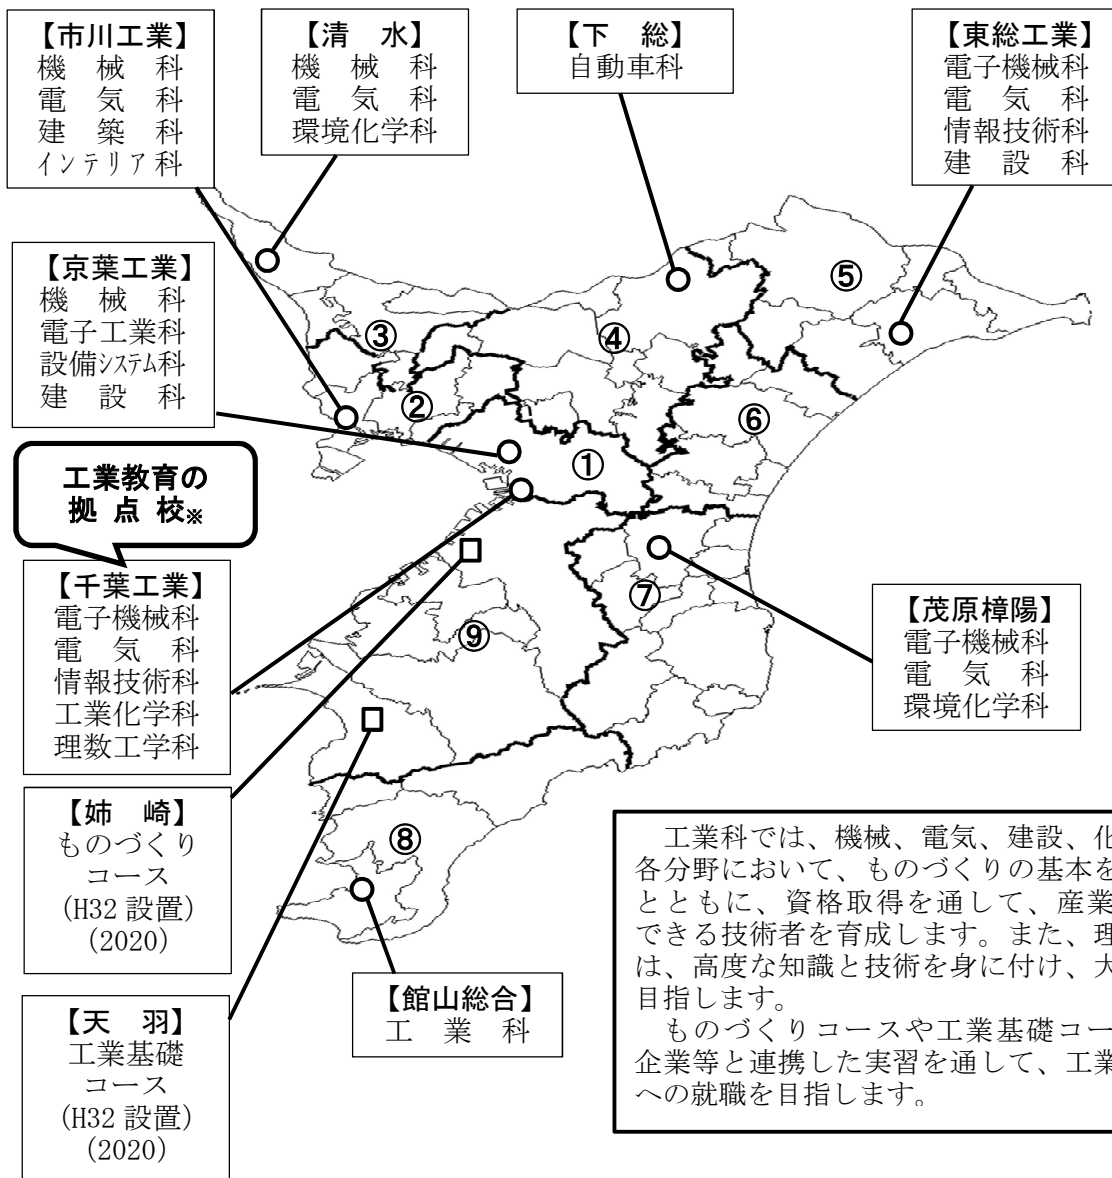 【市川工業】
機　械　科
電　気　科
建　築　科
インテリア科
【清　水】
機　械　科
電　気　科
環境化学科
【下　総】
自動車科
【東総工業】
電子機械科
電　気　科
情報技術科
建　設　科
【京葉工業】
機　械　科
電子工業科
設備システム科
建　設　科
工業教育の
拠 点 校※
【千葉工業】
電子機械科
電　気　科
情報技術科
工業化学科
理数工学科
【姉　崎】
ものづくり
コース
(H32 設置)
(2020)
【天　羽】
工業基礎
コース
(H32 設置)
(2020)
③
②
①
④
⑤
⑥
⑦
⑨
⑧
【茂原樟陽】
電子機械科
電　気　科
環境化学科
【館山総合】
工　業　科
　工業科では、機械、電気、建設、化
各分野において、ものづくりの基本を
とともに、資格取得を通して、産業
できる技術者を育成します。また、理
は、高度な知識と技術を身に付け、大
目指します。
　ものづくりコースや工業基礎コー
企業等と連携した実習を通して、工業
への就職を目指します。